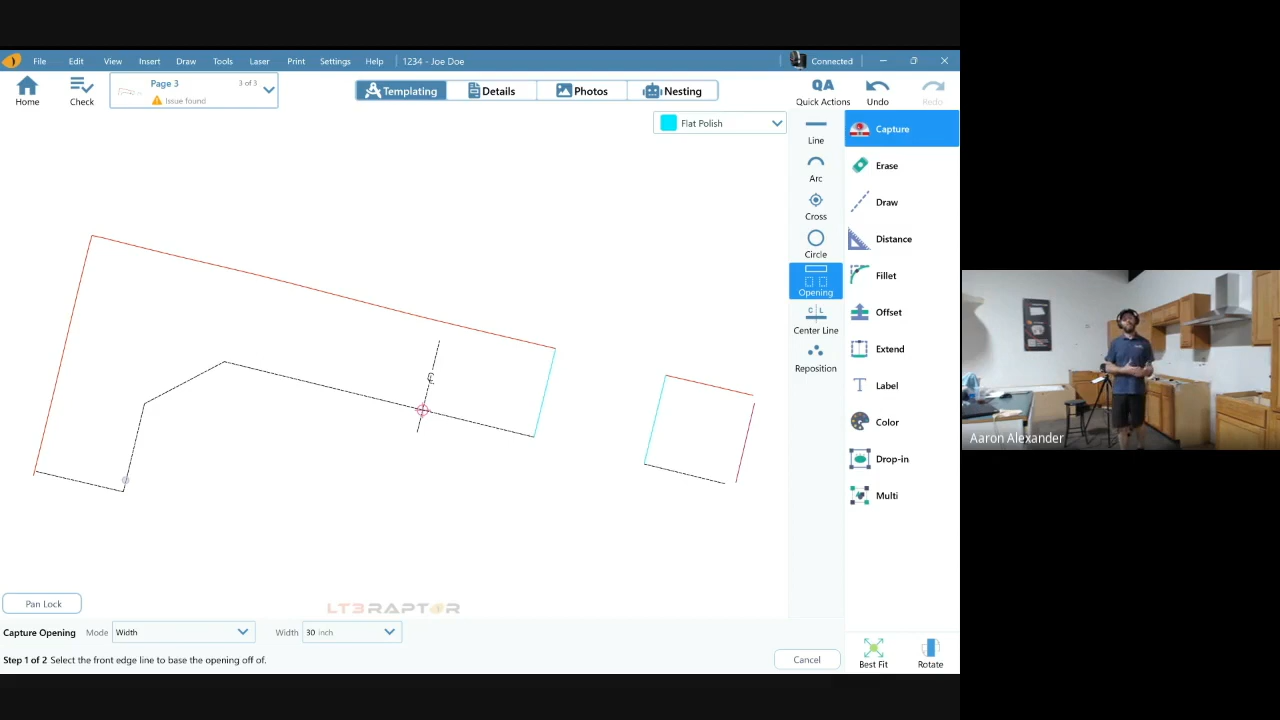 File Edit View Insert Draw Tools Laser Print Settings Help 1234 - Joe Doe Connected
Home
Check
Page 3
3 of 3
Issue found
Templating Details Photos Nesting
QA
Quick Actions
Undo
Redo
Flat Polish
Line
Arc
Cross
Circle
Opening
C L
Center Line
Reposition
Capture
Erase
Draw
Distance
Fillet
Offset
Extend
T Label
Color
Drop-in
Multi
Pan Lock
LT3RAPTOR
Capture Opening Mode Width Width 30 inch
Step 1 of 2 Select the front edge line to base the opening off of.
Cancel
Best Fit
Rotate
Aaron Alexander